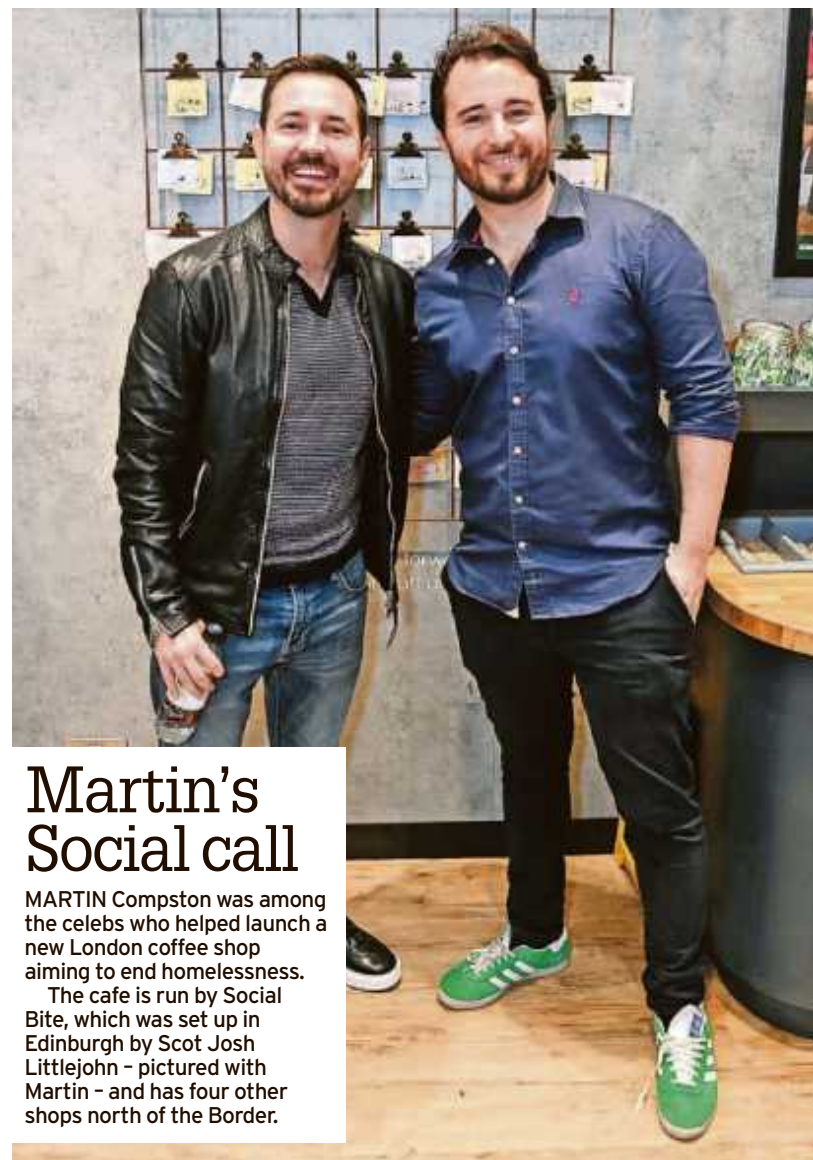 Martin's
Social call
MARTIN Compston was among
the celebs who helped launch a
new London coffee shop
aiming to end homelessness.
The cafe is run by Social
Bite, which was set up in
Edinburgh by Scot Josh
Littlejohn – pictured with
Martin – and has four other
shops north of the Border.